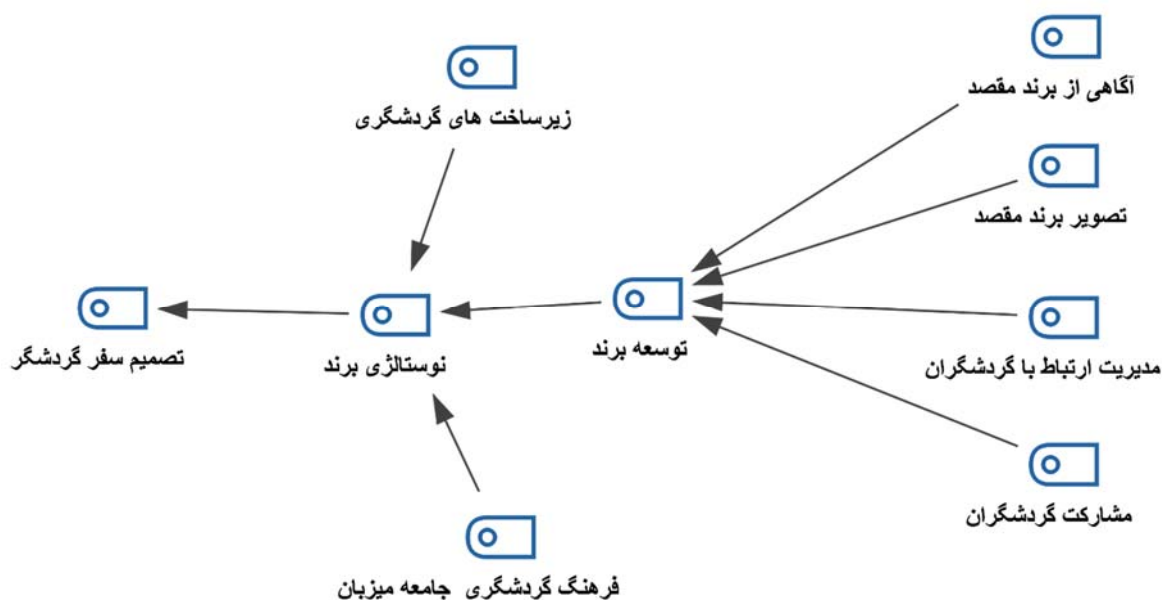 آگاهی از برند مقصد
زیرساخت های گردشگری
تصویر برند مقصد
توسعه برند
نوستالژی برند
تصمیم سفر گردشگر
مدیریت ارتباط با گردشگران
مشارکت گردشگران
فرهنگ گردشگری جامعه میزبان